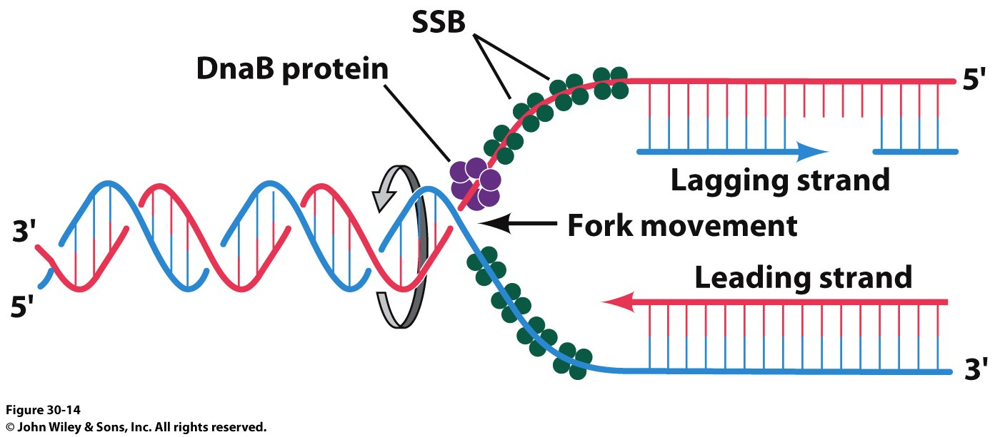 SSB
DnaB protein
5'
Lagging strand
3'
Fork movement
Leading strand
5'
3'
Figure 30-14
© John Wiley & Sons, Inc. All rights reserved.